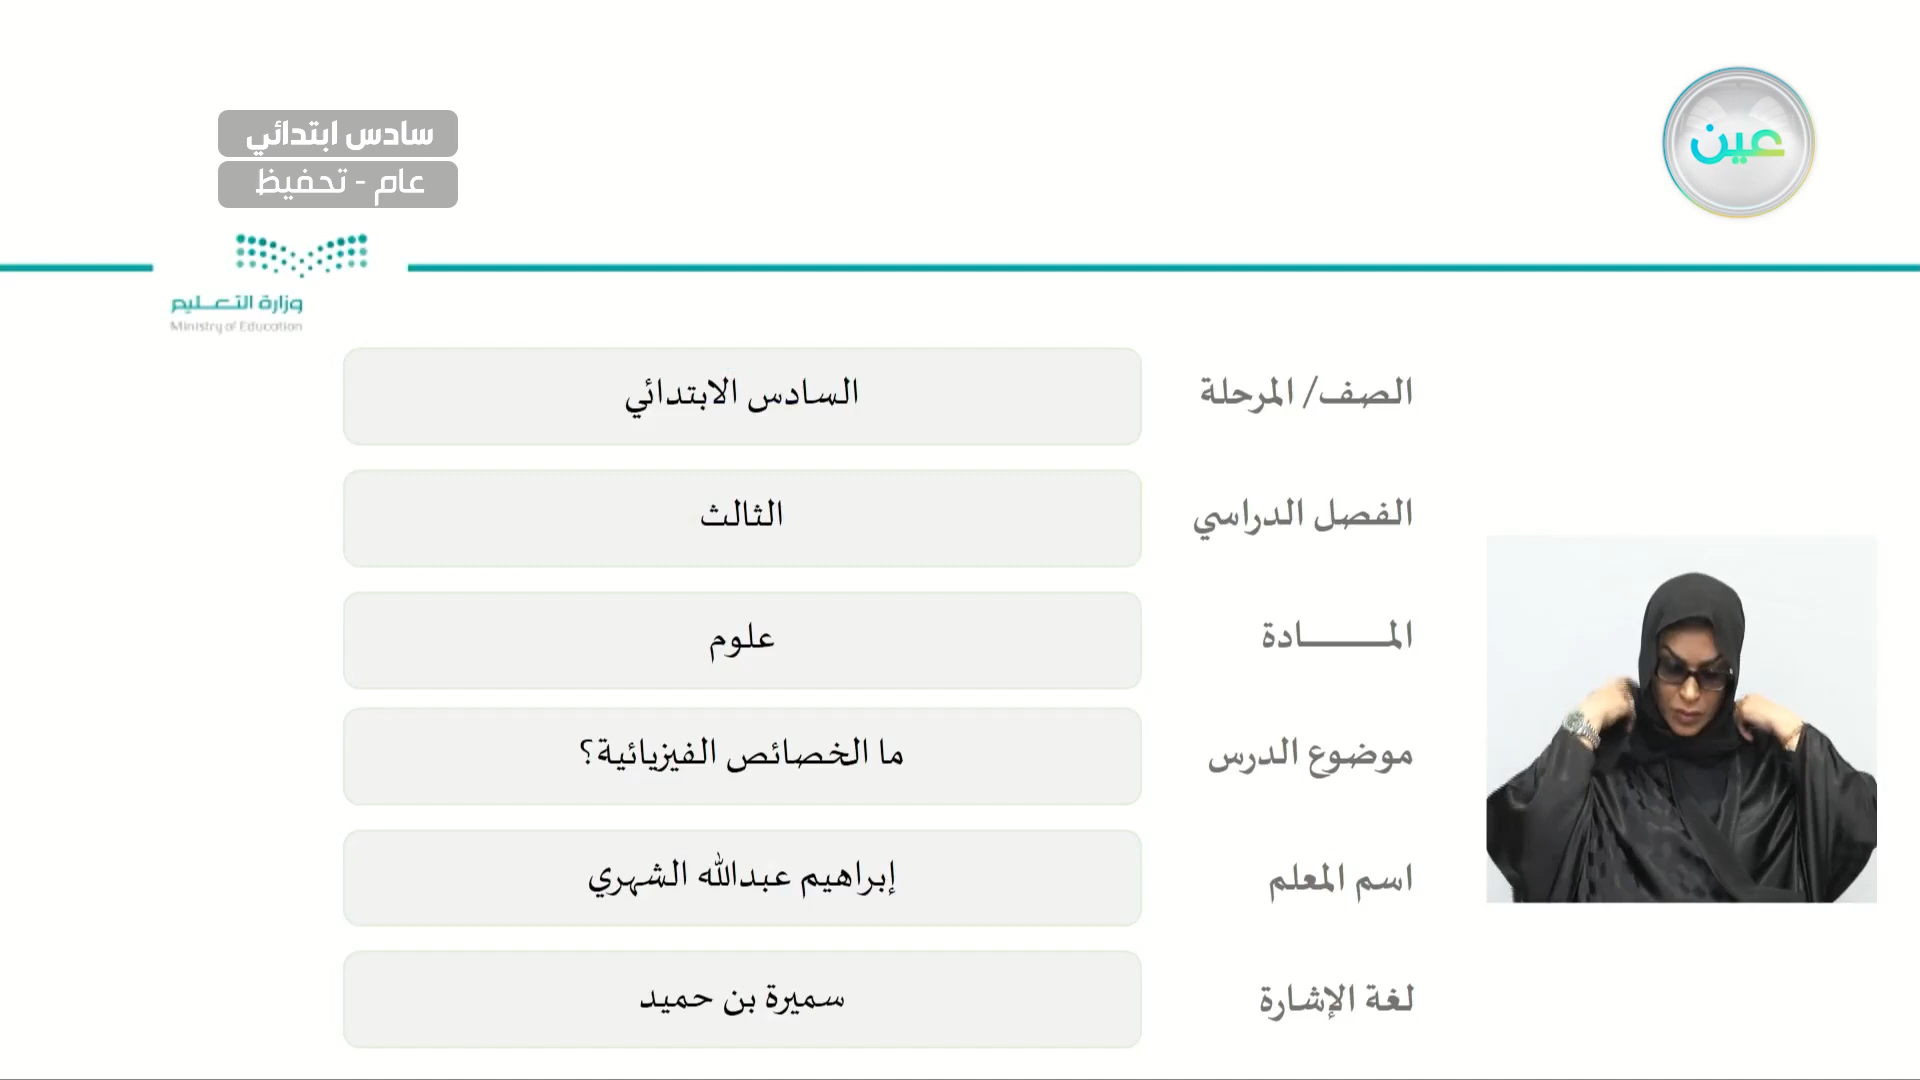 عين
سادس ابتدائي
عام - تحفيظ
وزارة التعليم
Ministry of Education
الصف/ المرحلة
السادس الابتدائي
الفصل الدراسي
الثالث
المــــــــادة
علوم
موضوع الدرس
ما الخصائص الفيزيائية؟
اسم المعلم
إبراهيم عبدالله الشهري
لغة الإشارة
سميرة بن حميد